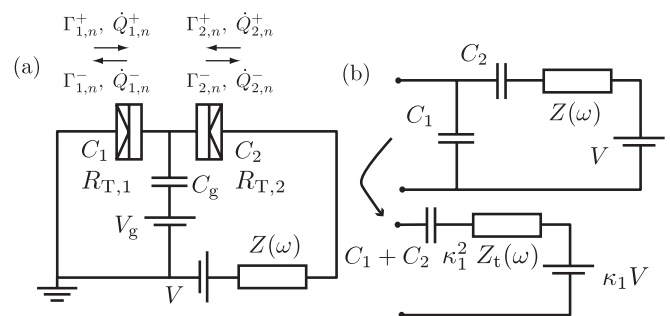 Γ⁺₁,ₙ, Q̇⁺₁,ₙ Γ⁺₂,ₙ, Q̇⁺₂,ₙ
(a) Γ⁻₁,ₙ, Q̇⁻₁,ₙ Γ⁻₂,ₙ, Q̇⁻₂,ₙ
C₁ C₂
R_T,1 C_g R_T,2
V_g
Z(ω)
V
(b) C₂
C₁ Z(ω)
V
C₁ + C₂ κ₁² Z_t(ω)
κ₁V